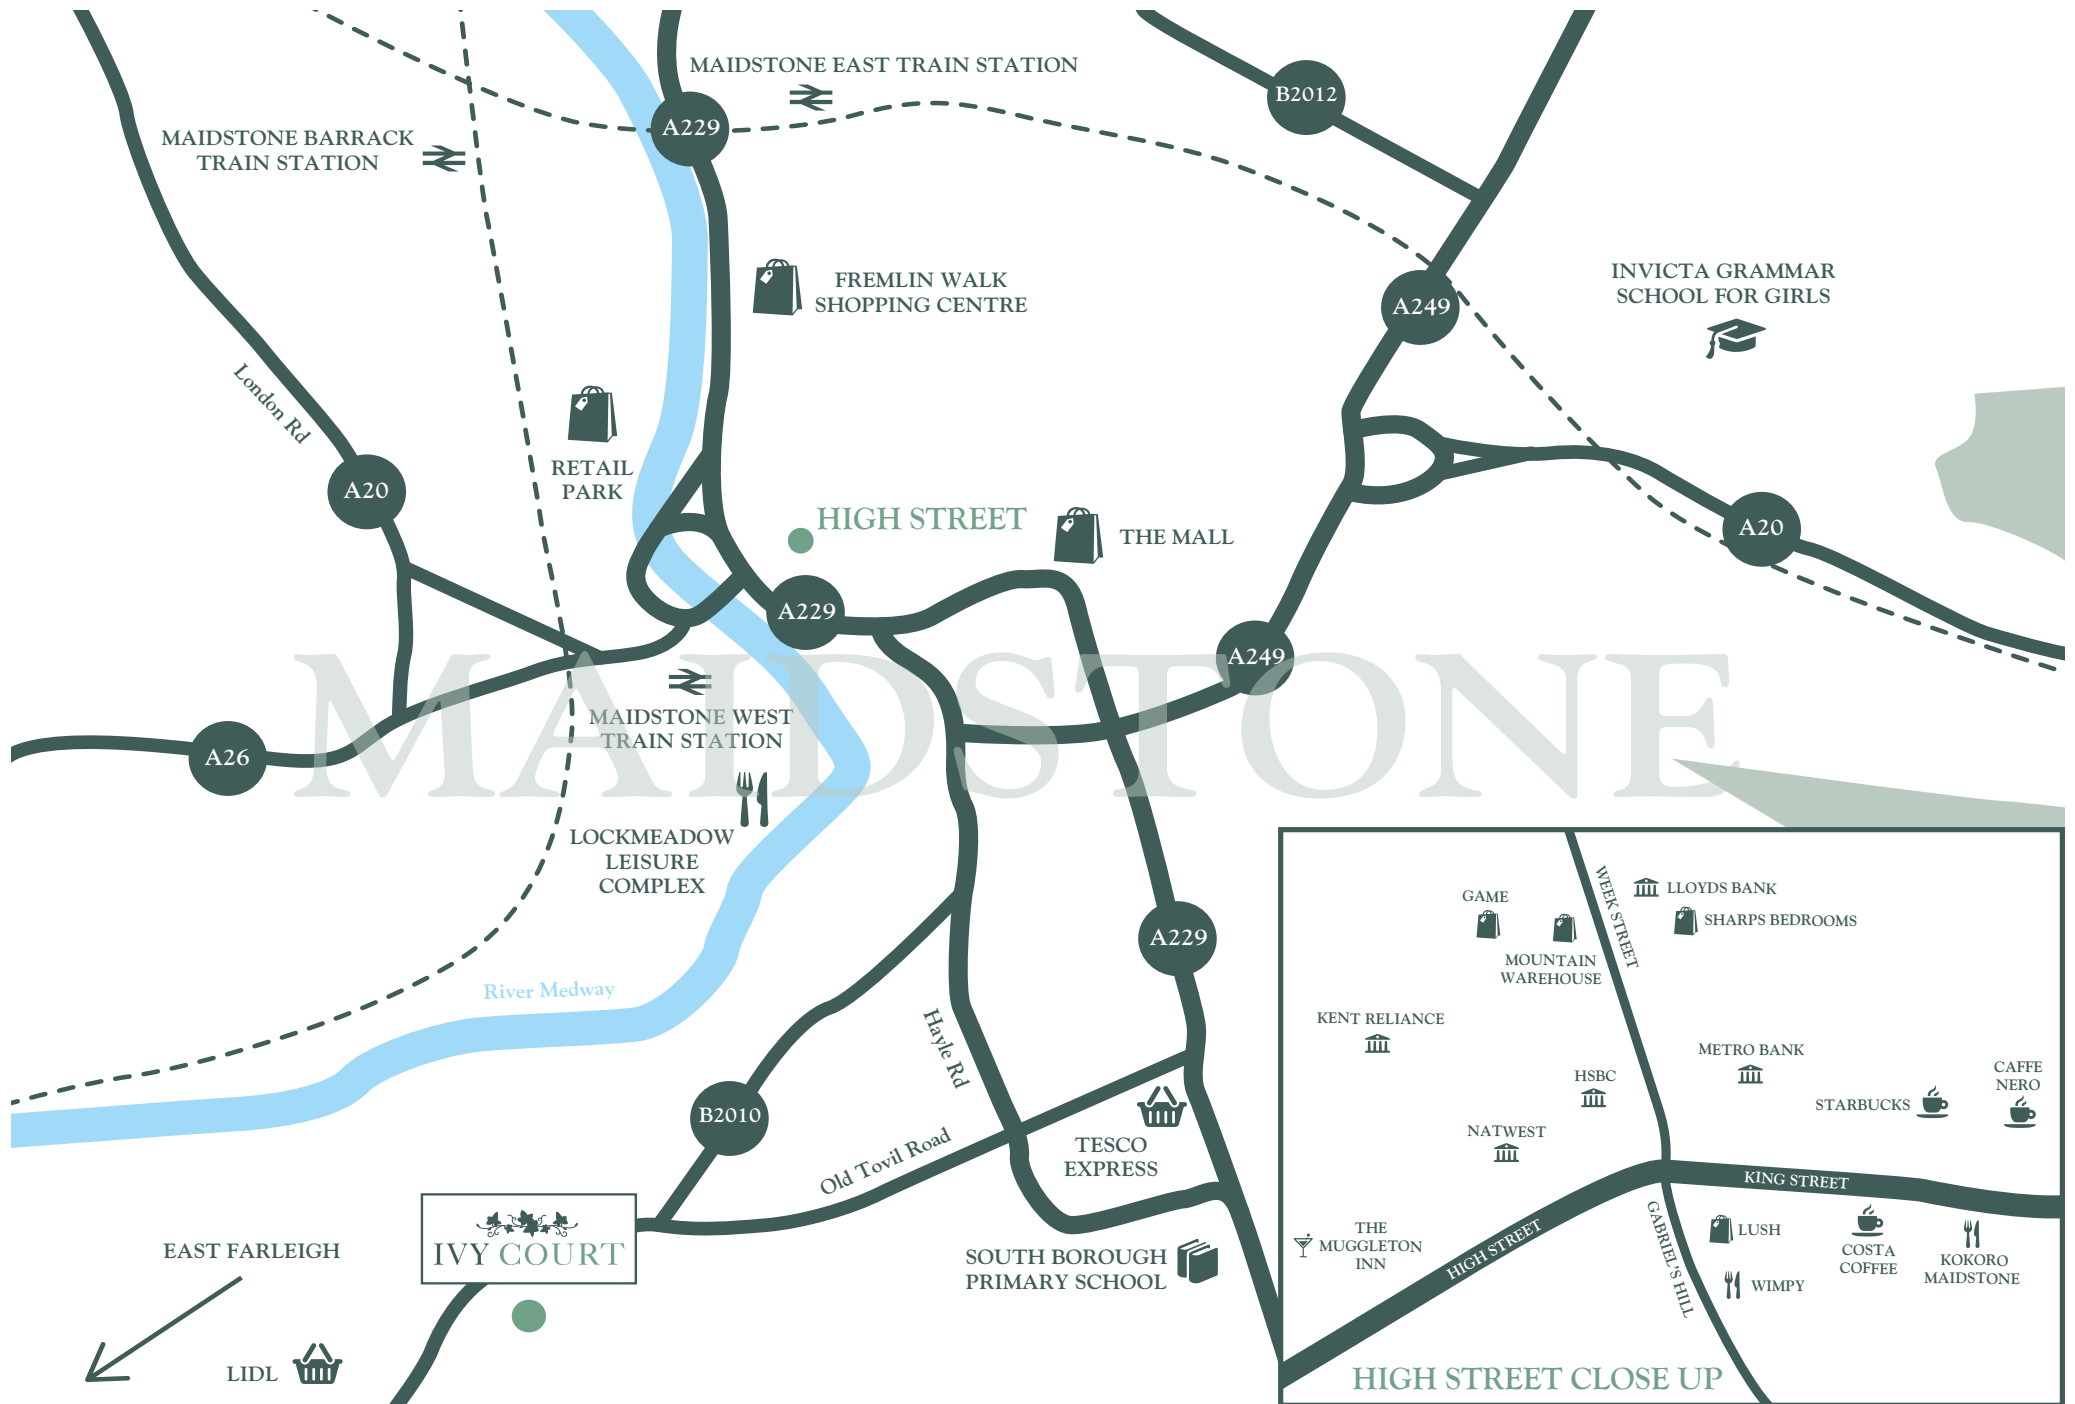 MAIDSTONE EAST TRAIN STATION
B2012
A229
MAIDSTONE BARRACK
TRAIN STATION
FREMLIN WALK
SHOPPING CENTRE
INVICTA GRAMMAR
SCHOOL FOR GIRLS
A249
London Rd
RETAIL
PARK
A20
HIGH STREET
THE MALL
A20
A229
A249
MAIDSTONE
MAIDSTONE WEST
TRAIN STATION
A26
LOCKMEADOW
LEISURE
COMPLEX
A229
River Medway
Hayle Rd
B2010
Old Tovil Road
TESCO
EXPRESS
SOUTH BOROUGH
PRIMARY SCHOOL
IVY COURT
EAST FARLEIGH
LIDL
WEEK STREET
LLOYDS BANK
GAME
SHARPS BEDROOMS
MOUNTAIN
WAREHOUSE
KENT RELIANCE
METRO BANK
HSBC
CAFFE
NERO
STARBUCKS
NATWEST
KING STREET
THE
MUGGLETON
INN
HIGH STREET
GABRIEL'S HILL
LUSH
COSTA
COFFEE
KOKORO
MAIDSTONE
WIMPY
HIGH STREET CLOSE UP